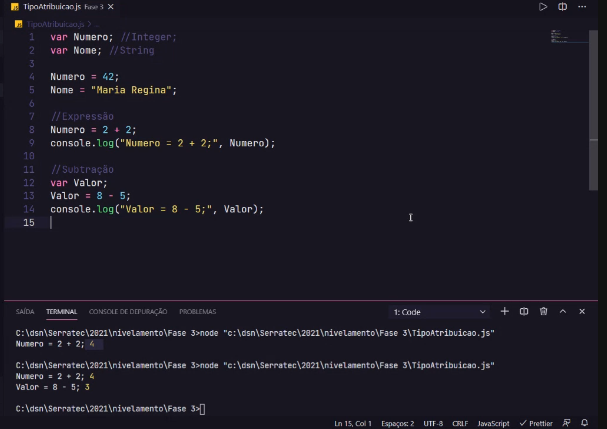 TipoAtribuicao.js Fase 3
TipoAtribuicao.js > ...
1 var Numero; //Integer;
2 var Nome; //String
3
4 Numero = 42;
5 Nome = "Maria Regina";
6
7 //Expressão
8 Numero = 2 + 2;
9 console.log("Numero = 2 + 2;", Numero);
10
11 //Subtração
12 var Valor;
13 Valor = 8 - 5;
14 console.log("Valor = 8 - 5;", Valor);
15
SAÍDA TERMINAL CONSOLE DE DEPURAÇÃO PROBLEMAS 1: Code
C:\dsn\Serratec\2021\nivelamento\Fase 3>node "c:\dsn\Serratec\2021\nivelamento\Fase 3\TipoAtribuicao.js"
Numero = 2 + 2; 4
C:\dsn\Serratec\2021\nivelamento\Fase 3>node "c:\dsn\Serratec\2021\nivelamento\Fase 3\TipoAtribuicao.js"
Numero = 2 + 2; 4
Valor = 8 - 5; 3
C:\dsn\Serratec\2021\nivelamento\Fase 3>
Ln 15, Col 1 Espaços: 2 UTF-8 CRLF JavaScript Prettier